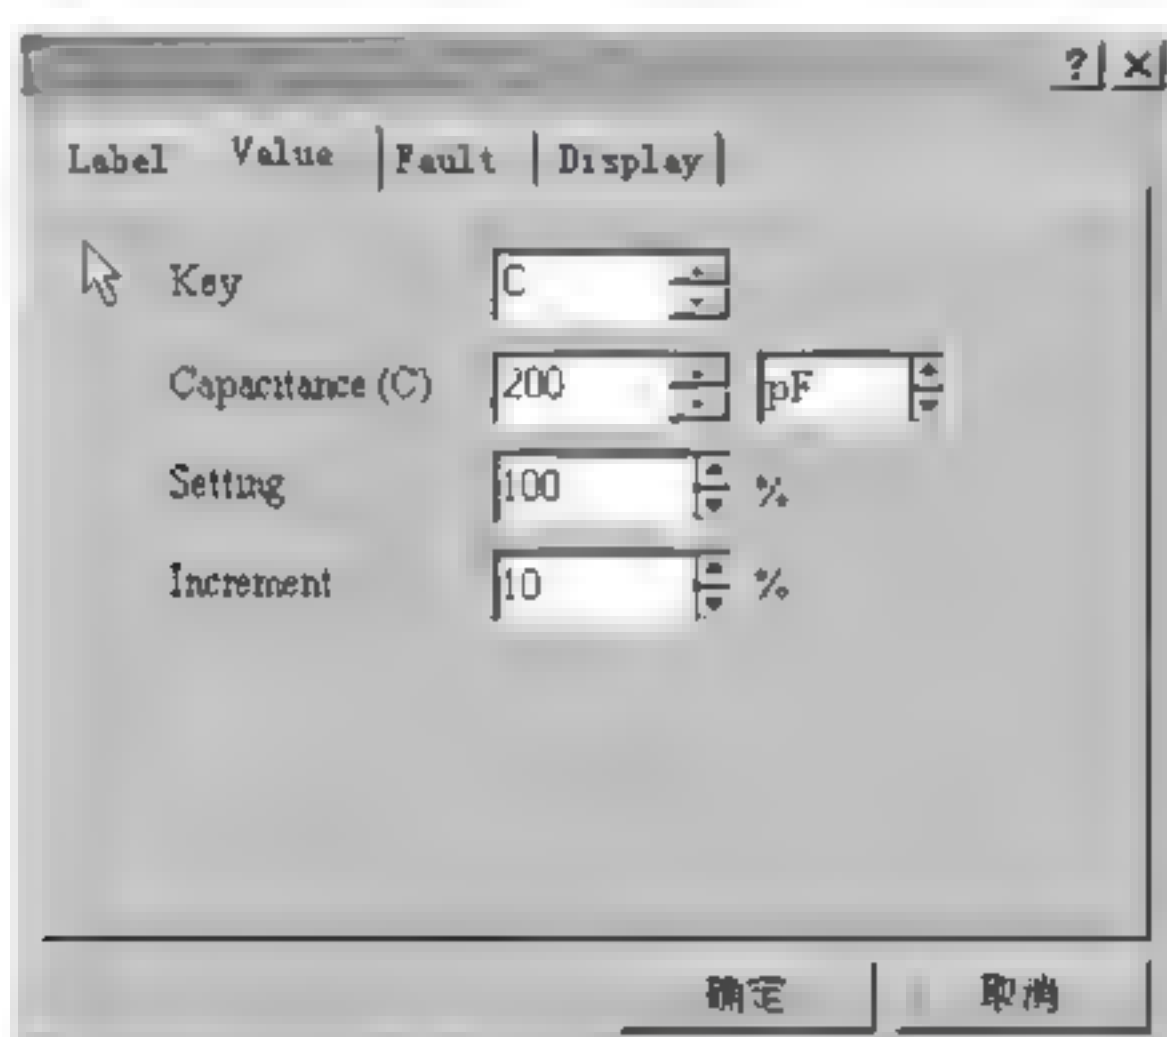 ? ×
Label Value Fault Display
Key C
Capacitance (C) 200 pF
Setting 100 %
Increment 10 %
确定 取消